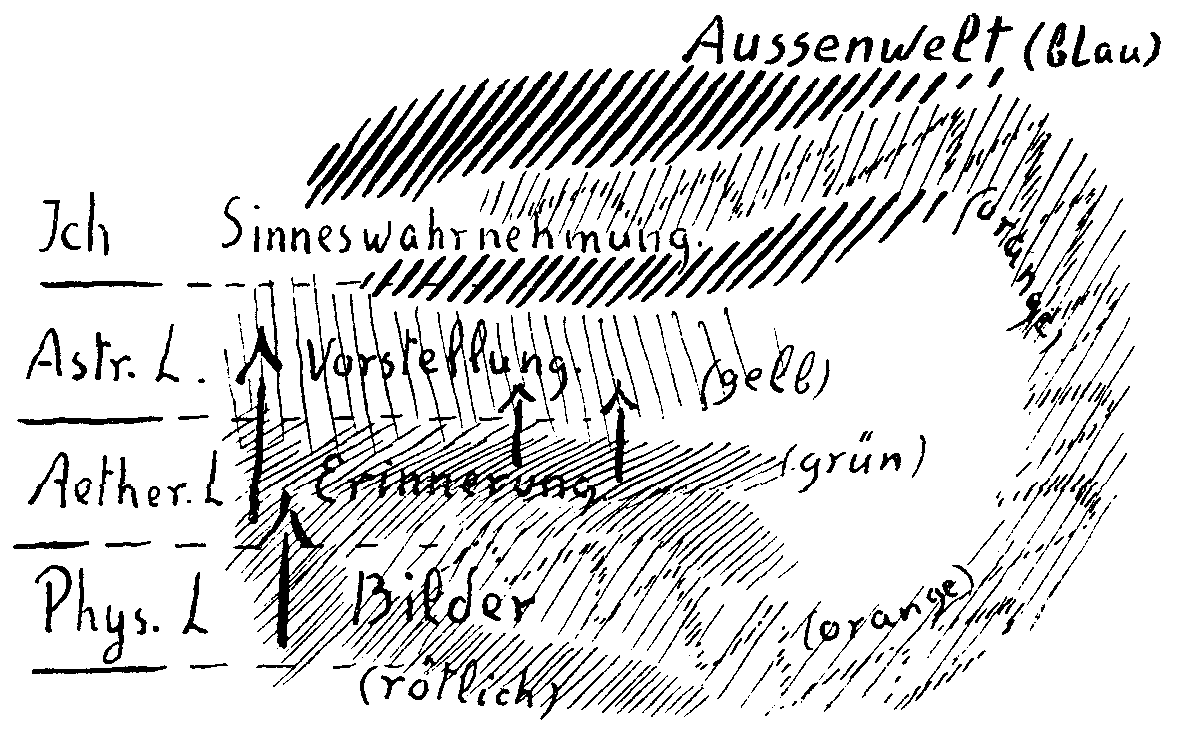 Aussenwelt (blau)
Ich Sinneswahrnehmung.
(orange)
Astr. L. Vorstellung. (gelb)
Aether. L Erinnerung. (grün)
Phys. L Bilder (orange)
(rötlich)